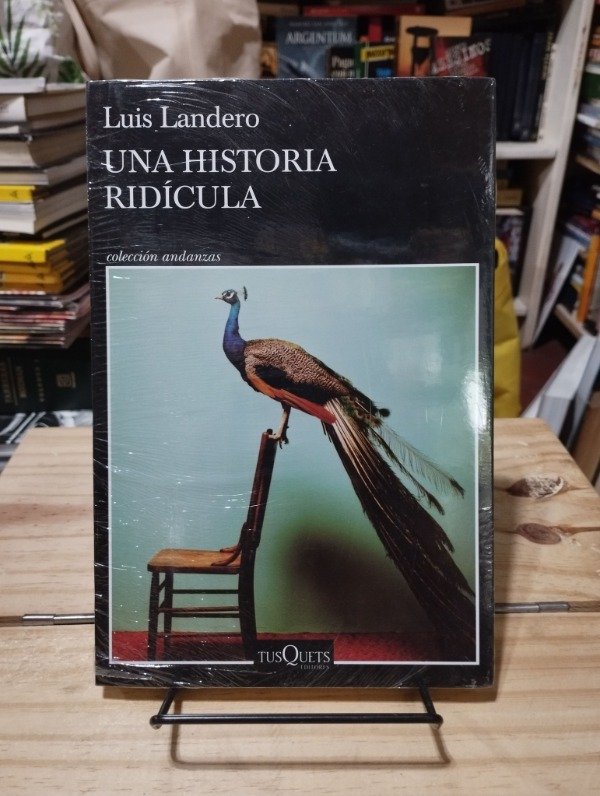 Luis Landero
UNA HISTORIA
RIDÍCULA
colección andanzas
TUSQUETS
EDITORES
ARGENTUM